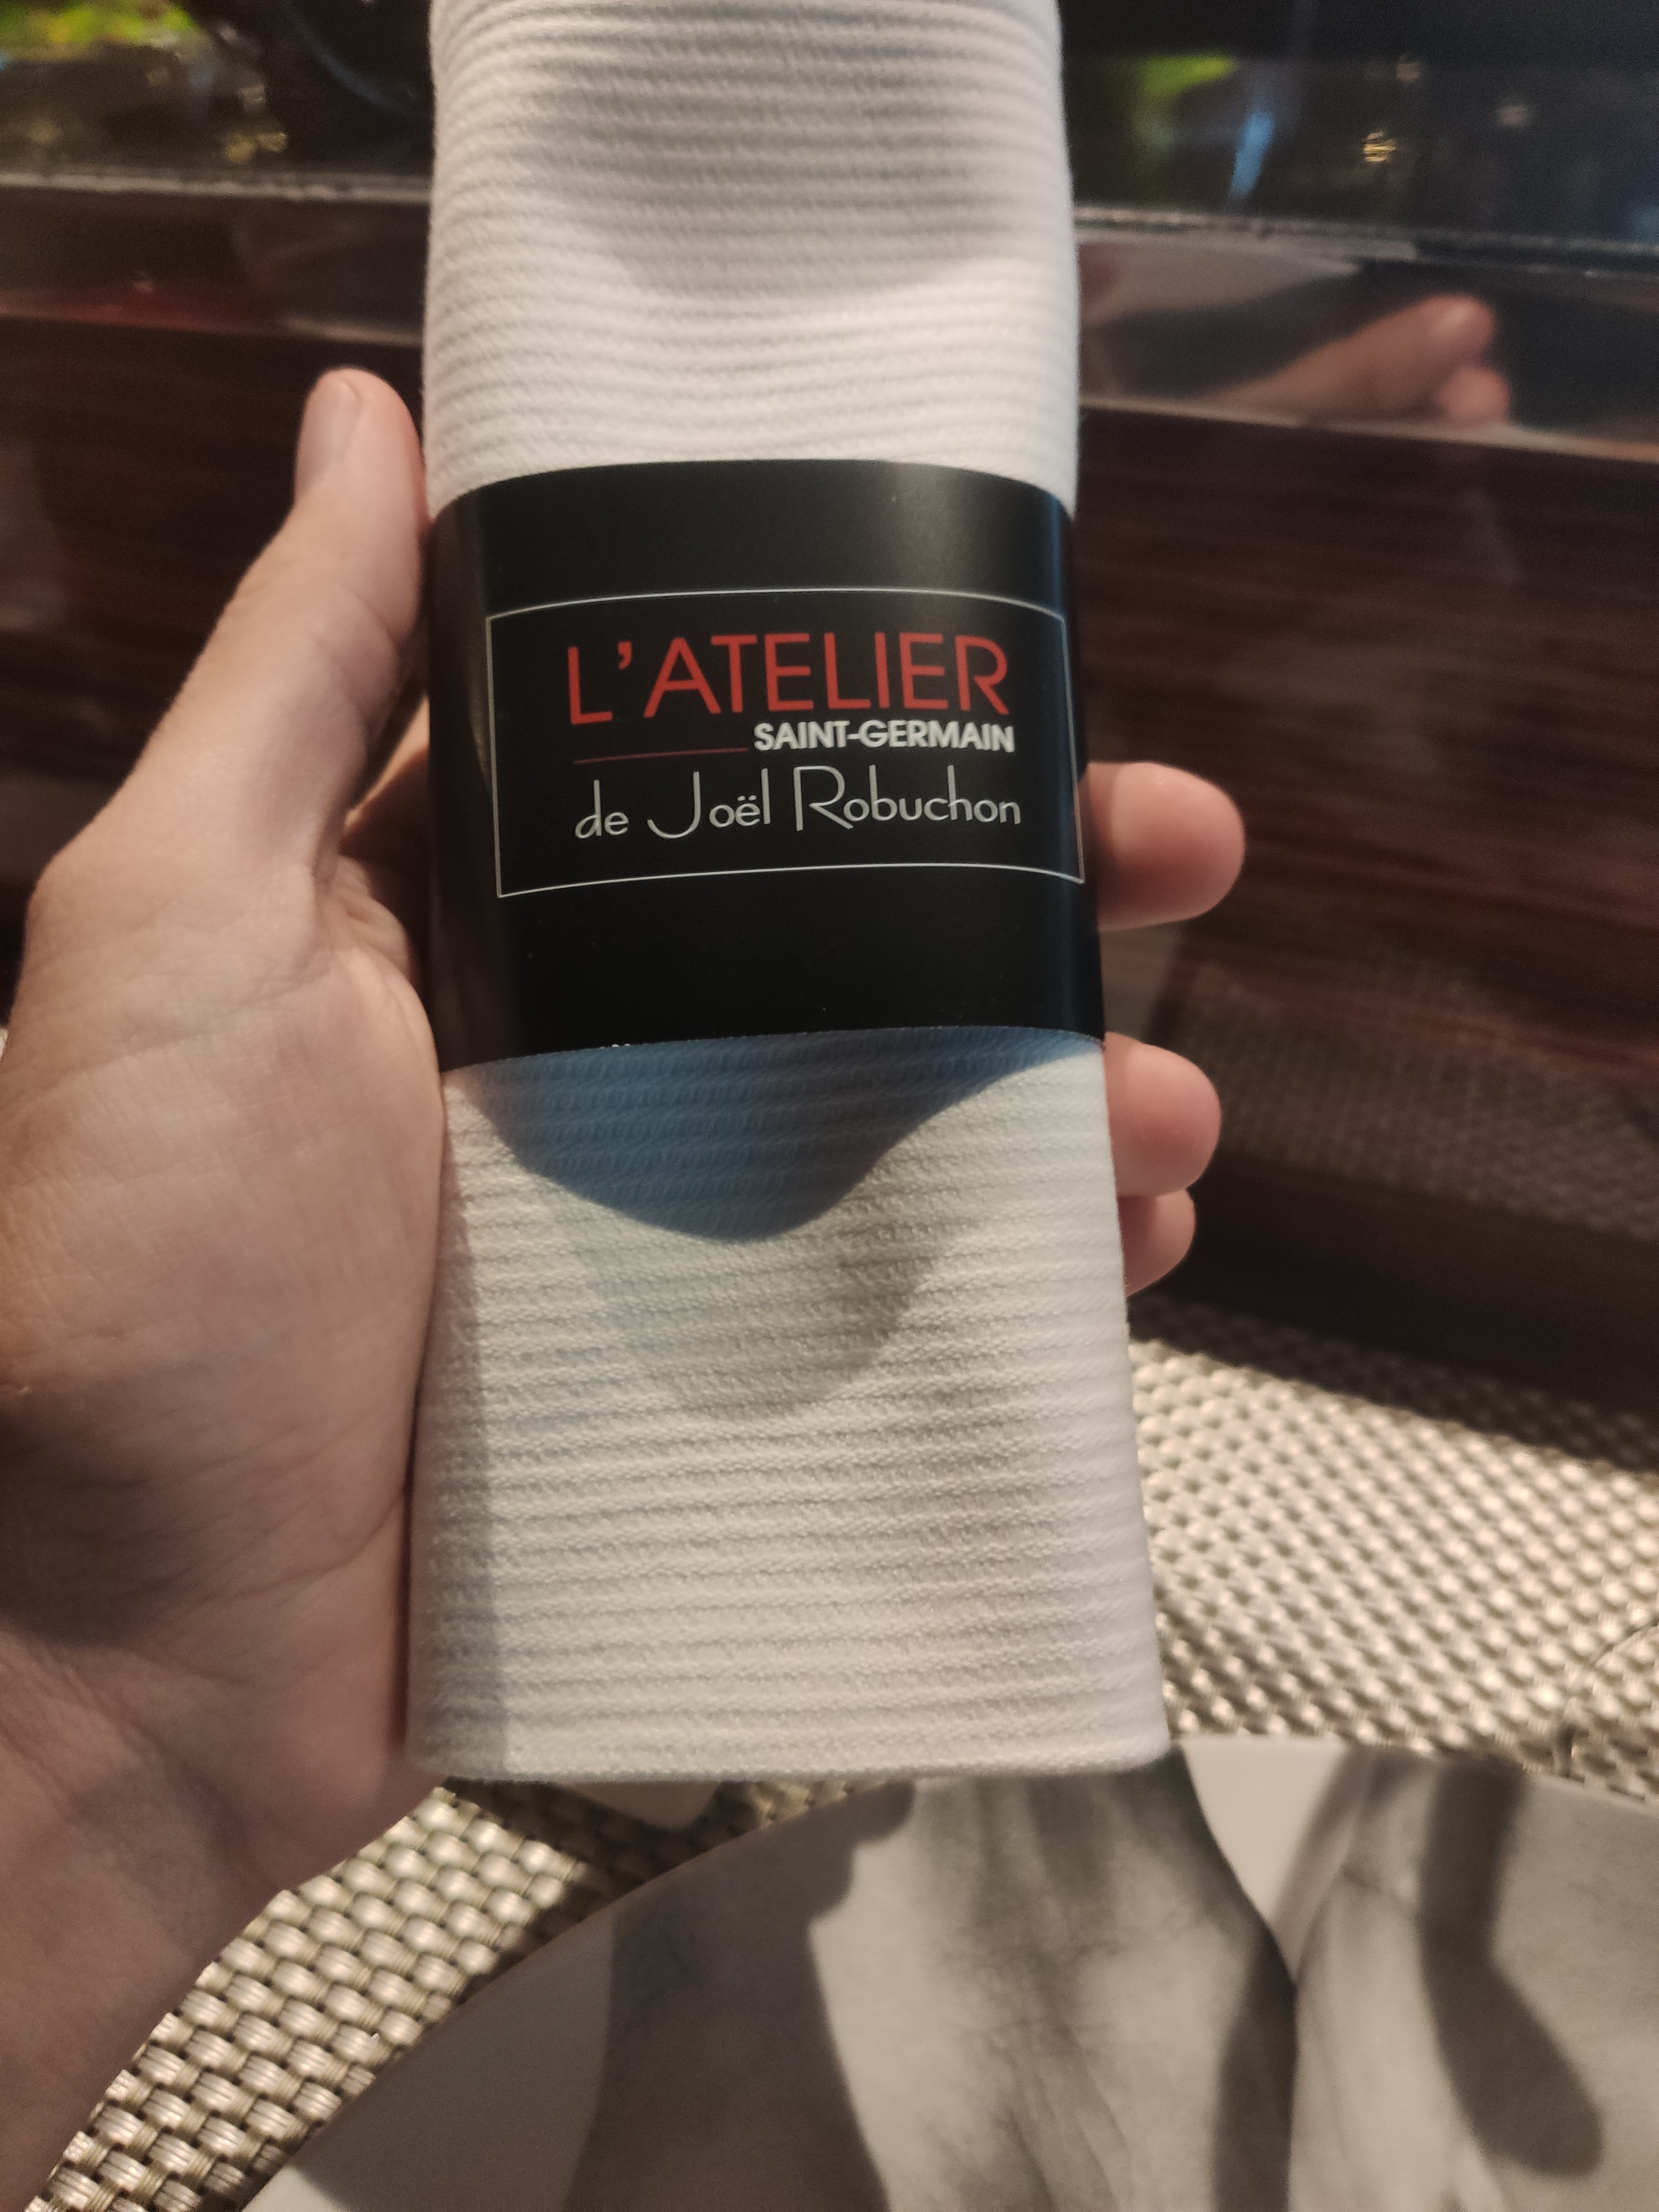 L'ATELIER
SAINT-GERMAIN
de Joël Robuchon